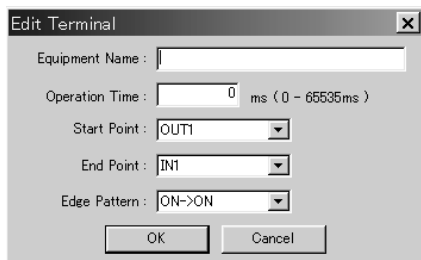 Edit Terminal
Equipment Name :
Operation Time : 0 ms ( 0 - 65535ms )
Start Point : OUT1
End Point : IN1
Edge Pattern : ON->ON
OK Cancel